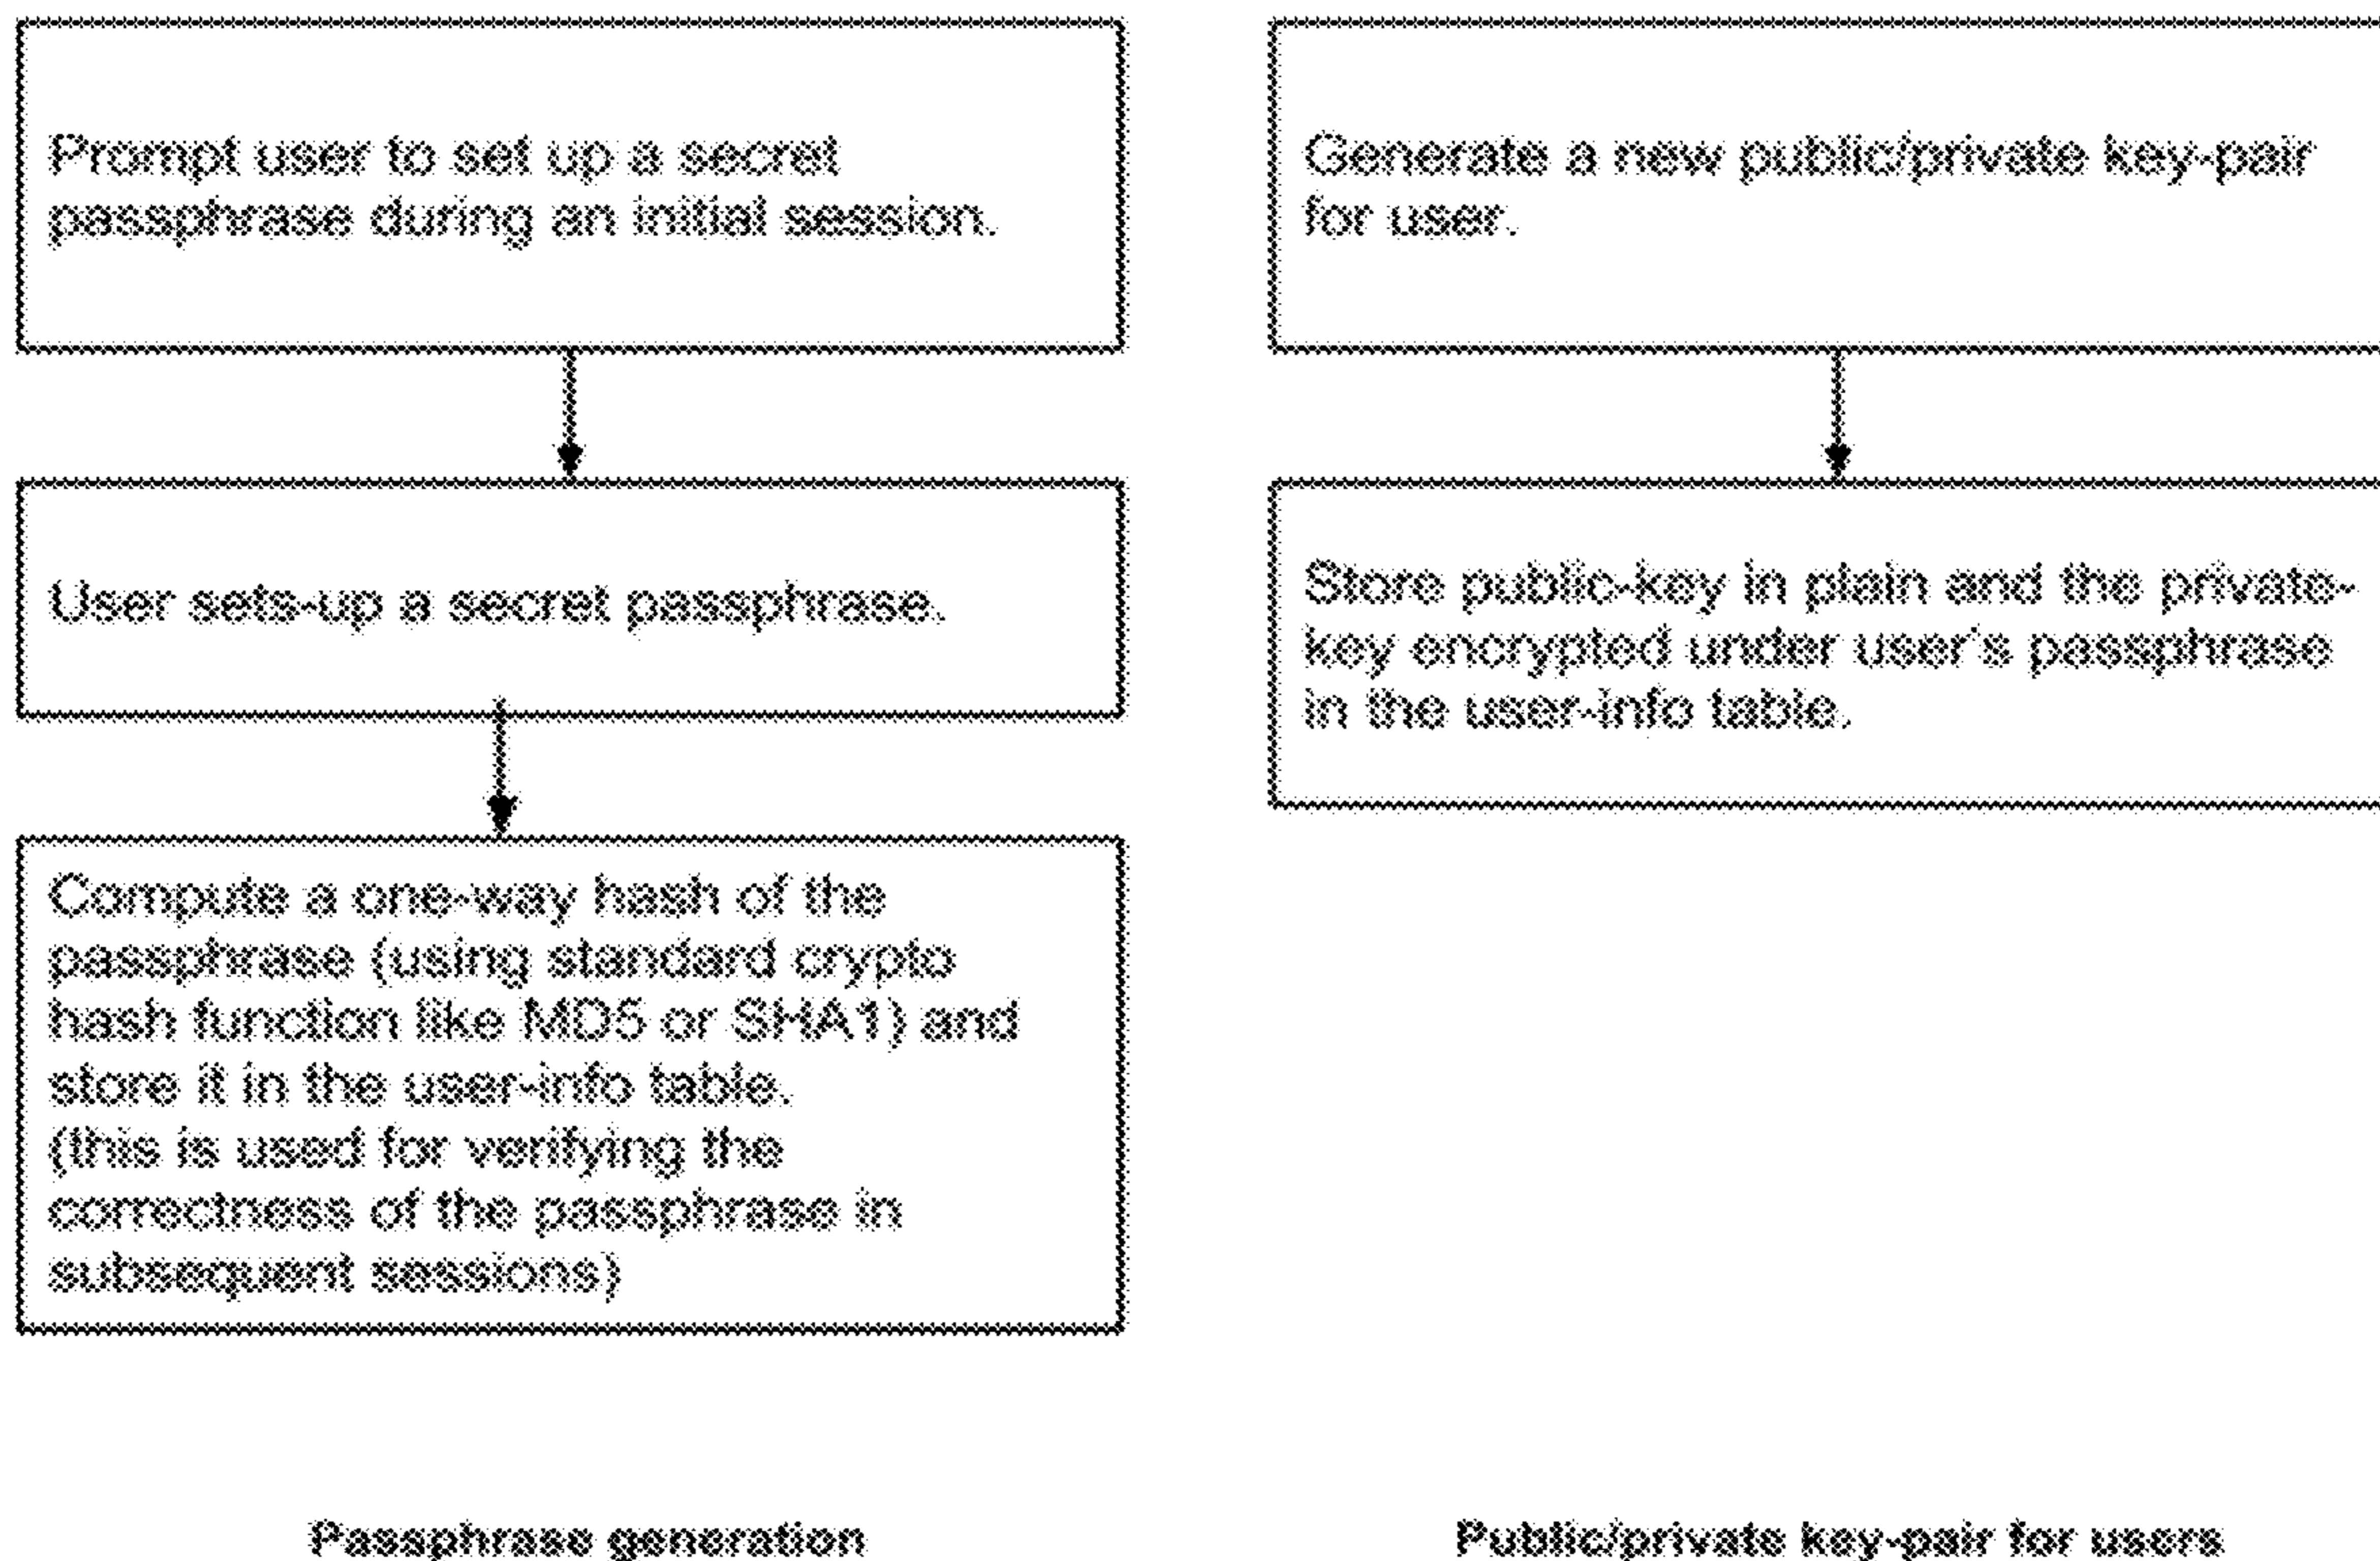 Prompt user to set up a secret
passphrase during an initial session.
User sets-up a secret passphrase.
Compute a one-way hash of the
passphrase (using standard crypto
hash function like MD5 or SHA1) and
store it in the user-info table.
(this is used for verifying the
correctness of the passphrase in
subsequent sessions)
Passphrase generation
Generate a new public/private key-pair
for user.
Store public-key in plain and the private-
key encrypted under user's passphrase
in the user-info table.
Public/private key-pair for users